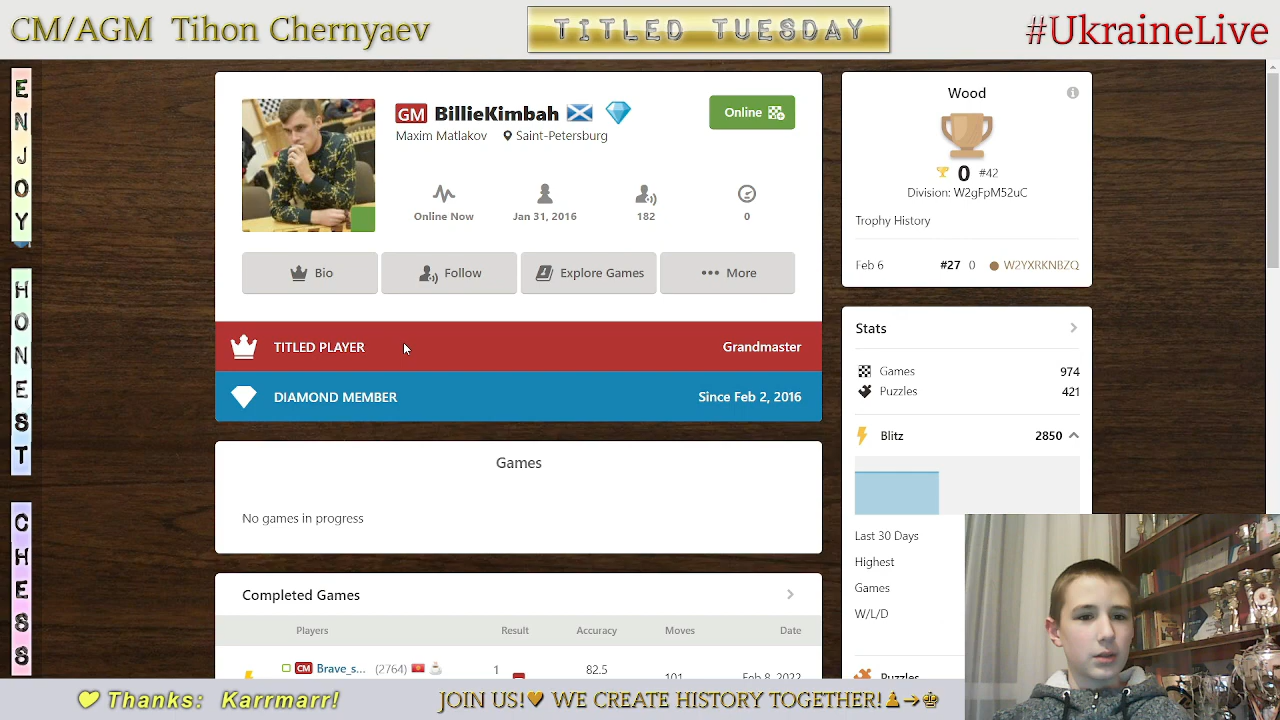 CM/AGM Tihon Chernyaev
TITLED TUESDAY
#UkraineLive
ENJOY
HONEST
CHESS
GM BillieKimbah
Maxim Matlakov Saint-Petersburg
Online
Online Now
Jan 31, 2016
182
0
Bio
Follow
Explore Games
More
TITLED PLAYER
Grandmaster
DIAMOND MEMBER
Since Feb 2, 2016
Games
No games in progress
Completed Games
Players Result Accuracy Moves Date
CM Brave_s... (2764) 1 82.5 101 Feb 8, 2022
Wood
0 #42
Division: W2gFpM52uC
Trophy History
Feb 6 #27 0 W2YXRKNBZQ
Stats
Games 974
Puzzles 421
Blitz 2850
Last 30 Days
Highest
Games
W/L/D
Puzzles
Thanks: Karrmarr!
JOIN US! WE CREATE HISTORY TOGETHER!